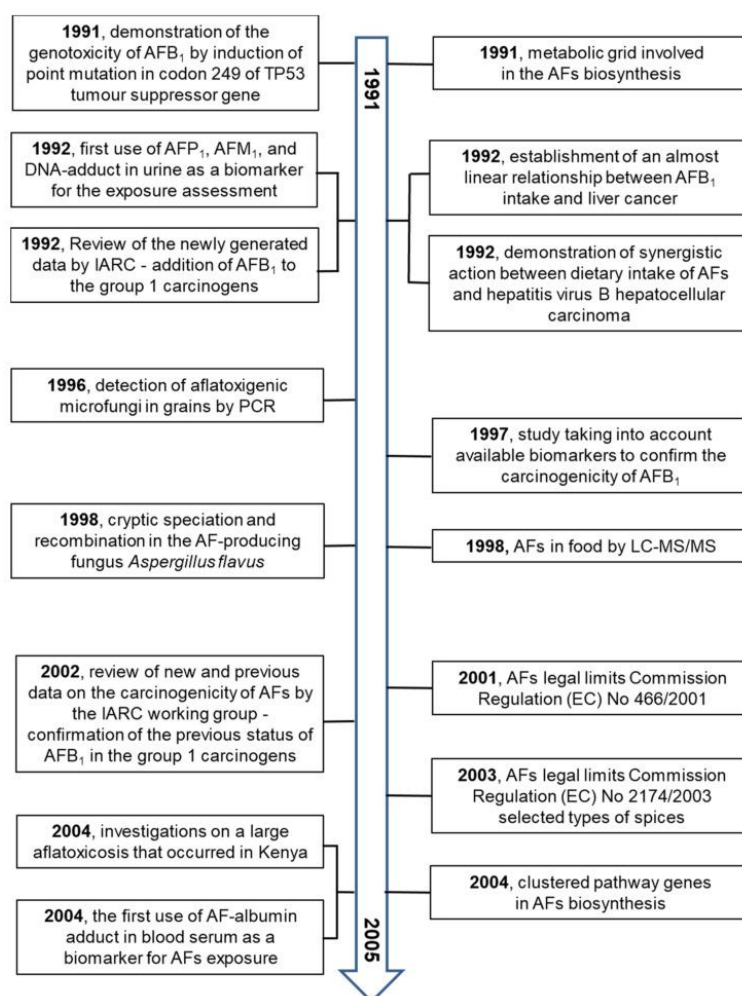 1991, demonstration of the
genotoxicity of AFB₁ by induction of
point mutation in codon 249 of TP53
tumour suppressor gene
1991, metabolic grid involved
in the AFs biosynthesis
1991
1992, first use of AFP₁, AFM₁, and
DNA-adduct in urine as a biomarker
for the exposure assessment
1992, establishment of an almost
linear relationship between AFB₁
intake and liver cancer
1992, Review of the newly generated
data by IARC - addition of AFB₁ to
the group 1 carcinogens
1992, demonstration of synergistic
action between dietary intake of AFs
and hepatitis virus B hepatocellular
carcinoma
1996, detection of aflatoxigenic
microfungi in grains by PCR
1997, study taking into account
available biomarkers to confirm the
carcinogenicity of AFB₁
1998, cryptic speciation and
recombination in the AF-producing
fungus Aspergillus flavus
1998, AFs in food by LC-MS/MS
2002, review of new and previous
data on the carcinogenicity of AFs by
the IARC working group -
confirmation of the previous status of
AFB₁ in the group 1 carcinogens
2001, AFs legal limits Commission
Regulation (EC) No 466/2001
2003, AFs legal limits Commission
Regulation (EC) No 2174/2003
selected types of spices
2004, investigations on a large
aflatoxicosis that occurred in Kenya
2004, clustered pathway genes
in AFs biosynthesis
2004, the first use of AF-albumin
adduct in blood serum as a
biomarker for AFs exposure
2005